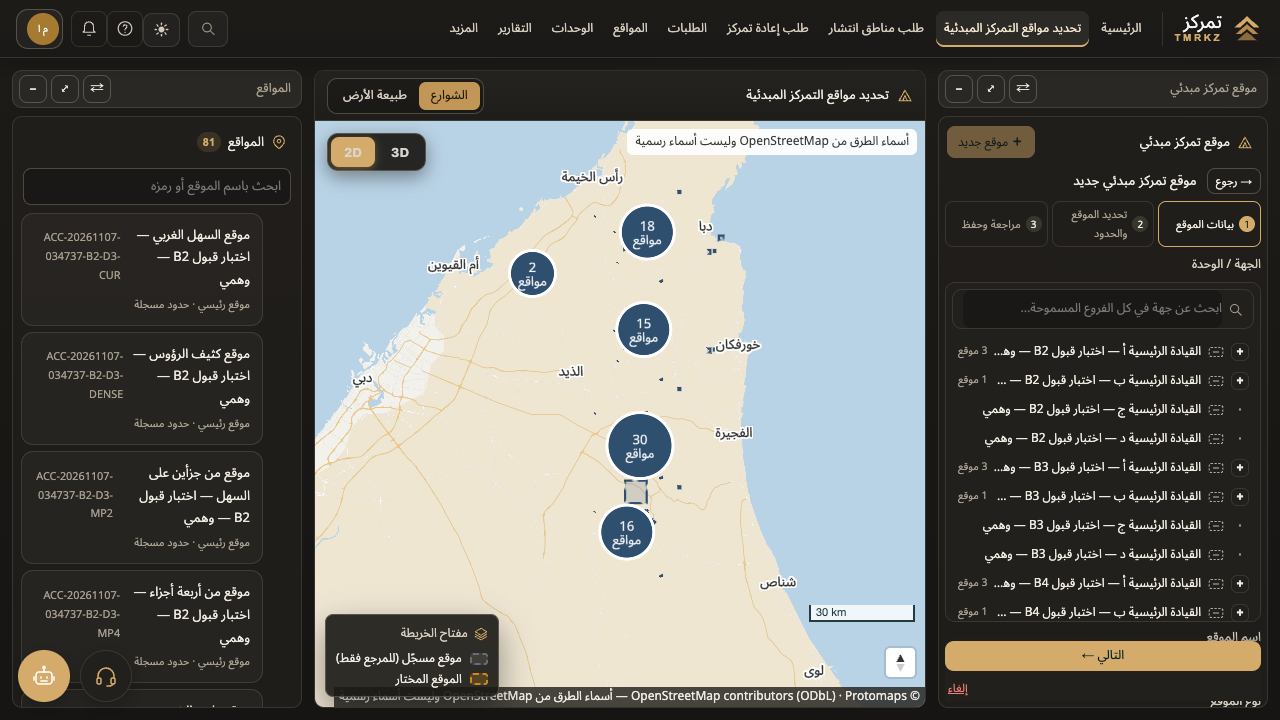 تمركز
TMRKZ
الرئيسية
تحديد مواقع التمركز المبدئية
طلب مناطق انتشار
طلب إعادة تمركز
الطلبات
المواقع
الوحدات
التقارير
المزيد
م ا
موقع تمركز مبدئي
موقع تمركز مبدئي
+ موقع جديد
→ رجوع
موقع تمركز مبدئي جديد
1 بيانات الموقع
2 تحديد الموقع والحدود
3 مراجعة وحفظ
الجهة / الوحدة
ابحث عن جهة في كل الفروع المسموحة...
القيادة الرئيسية أ — اختبار قبول B2 — وهـ... 3 موقع
القيادة الرئيسية ب — اختبار قبول B2 — ... 1 موقع
القيادة الرئيسية ج — اختبار قبول B2 — وهمي
القيادة الرئيسية د — اختبار قبول B2 — وهمي
القيادة الرئيسية أ — اختبار قبول B3 — وهـ... 3 موقع
القيادة الرئيسية ب — اختبار قبول B3 — ... 1 موقع
القيادة الرئيسية ج — اختبار قبول B3 — وهمي
القيادة الرئيسية د — اختبار قبول B3 — وهمي
القيادة الرئيسية أ — اختبار قبول B4 — وهـ... 3 موقع
القيادة الرئيسية ب — اختبار قبول B4 — ... 1 موقع
اسم الموقع
التالي ←
إلغاء
نوع الموقع
تحديد مواقع التمركز المبدئية
الشوارع
طبيعة الأرض
أسماء الطرق من OpenStreetMap وليست أسماء رسمية
2D
3D
رأس الخيمة
18 مواقع
دبا
أم القيوين
2 مواقع
15 مواقع
خورفكان
الذيد
دبي
الفجيرة
30 مواقع
16 مواقع
شناص
30 km
لوى
مفتاح الخريطة
موقع مسجّل (للمرجع فقط)
الموقع المختار
© OpenStreetMap contributors (ODbL) · Protomaps — أسماء الطرق من OpenStreetMap وليست أسماء رسمية
المواقع
المواقع 81
ابحث باسم الموقع أو رمزه
موقع السهل الغربي — اختبار قبول B2 — وهمي
ACC-20261107-034737-B2-D3-CUR
موقع رئيسي · حدود مسجلة
موقع كثيف الرؤوس — اختبار قبول B2 — وهمي
ACC-20261107-034737-B2-D3-DENSE
موقع رئيسي · حدود مسجلة
موقع من جزأين على السهل — اختبار قبول B2 — وهمي
ACC-20261107-034737-B2-D3-MP2
موقع رئيسي · حدود مسجلة
موقع من أربعة أجزاء — اختبار قبول B2 — وهمي
ACC-20261107-034737-B2-D3-MP4
موقع رئيسي · حدود مسجلة